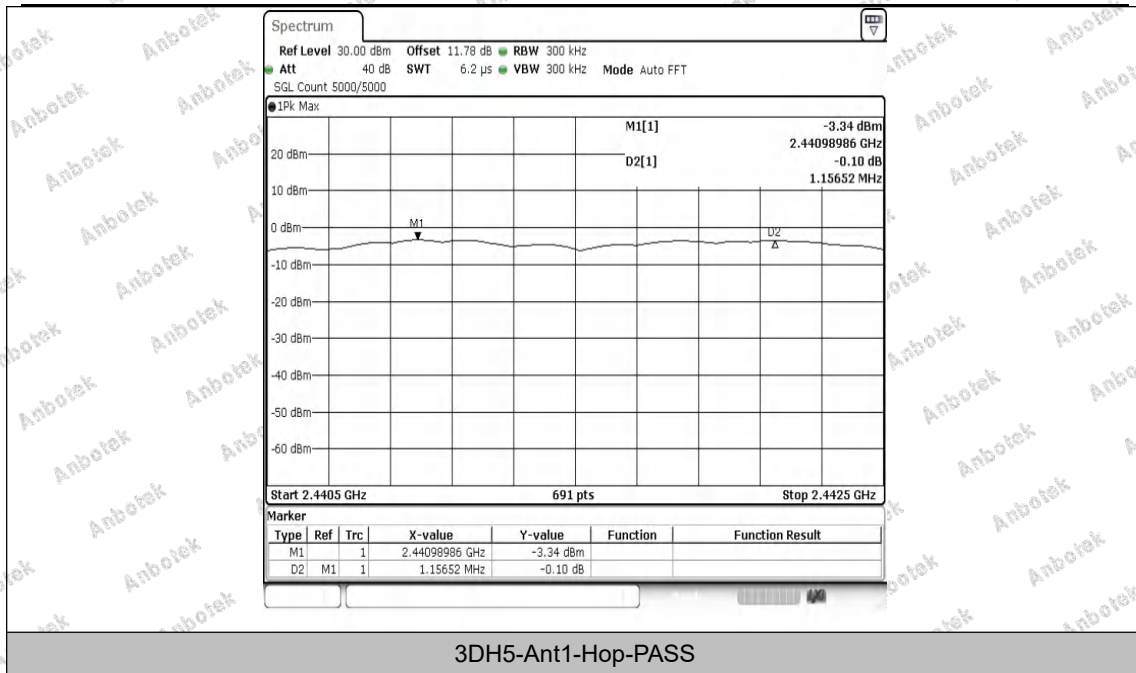 Spectrum
Ref Level 30.00 dBm Offset 11.78 dB RBW 300 kHz
Att 40 dB SWT 6.2 µs VBW 300 kHz Mode Auto FFT
SGL Count 5000/5000
1Pk Max
M1[1] -3.34 dBm
2.44098986 GHz
20 dBm
D2[1] -0.10 dB
1.15652 MHz
10 dBm
0 dBm
M1
D2
-10 dBm
-20 dBm
-30 dBm
-40 dBm
-50 dBm
-60 dBm
Start 2.4405 GHz 691 pts Stop 2.4425 GHz
Marker
Type Ref Trc X-value Y-value Function Function Result
M1 1 2.44098986 GHz -3.34 dBm
D2 M1 1 1.15652 MHz -0.10 dB
3DH5-Ant1-Hop-PASS
Anbotek